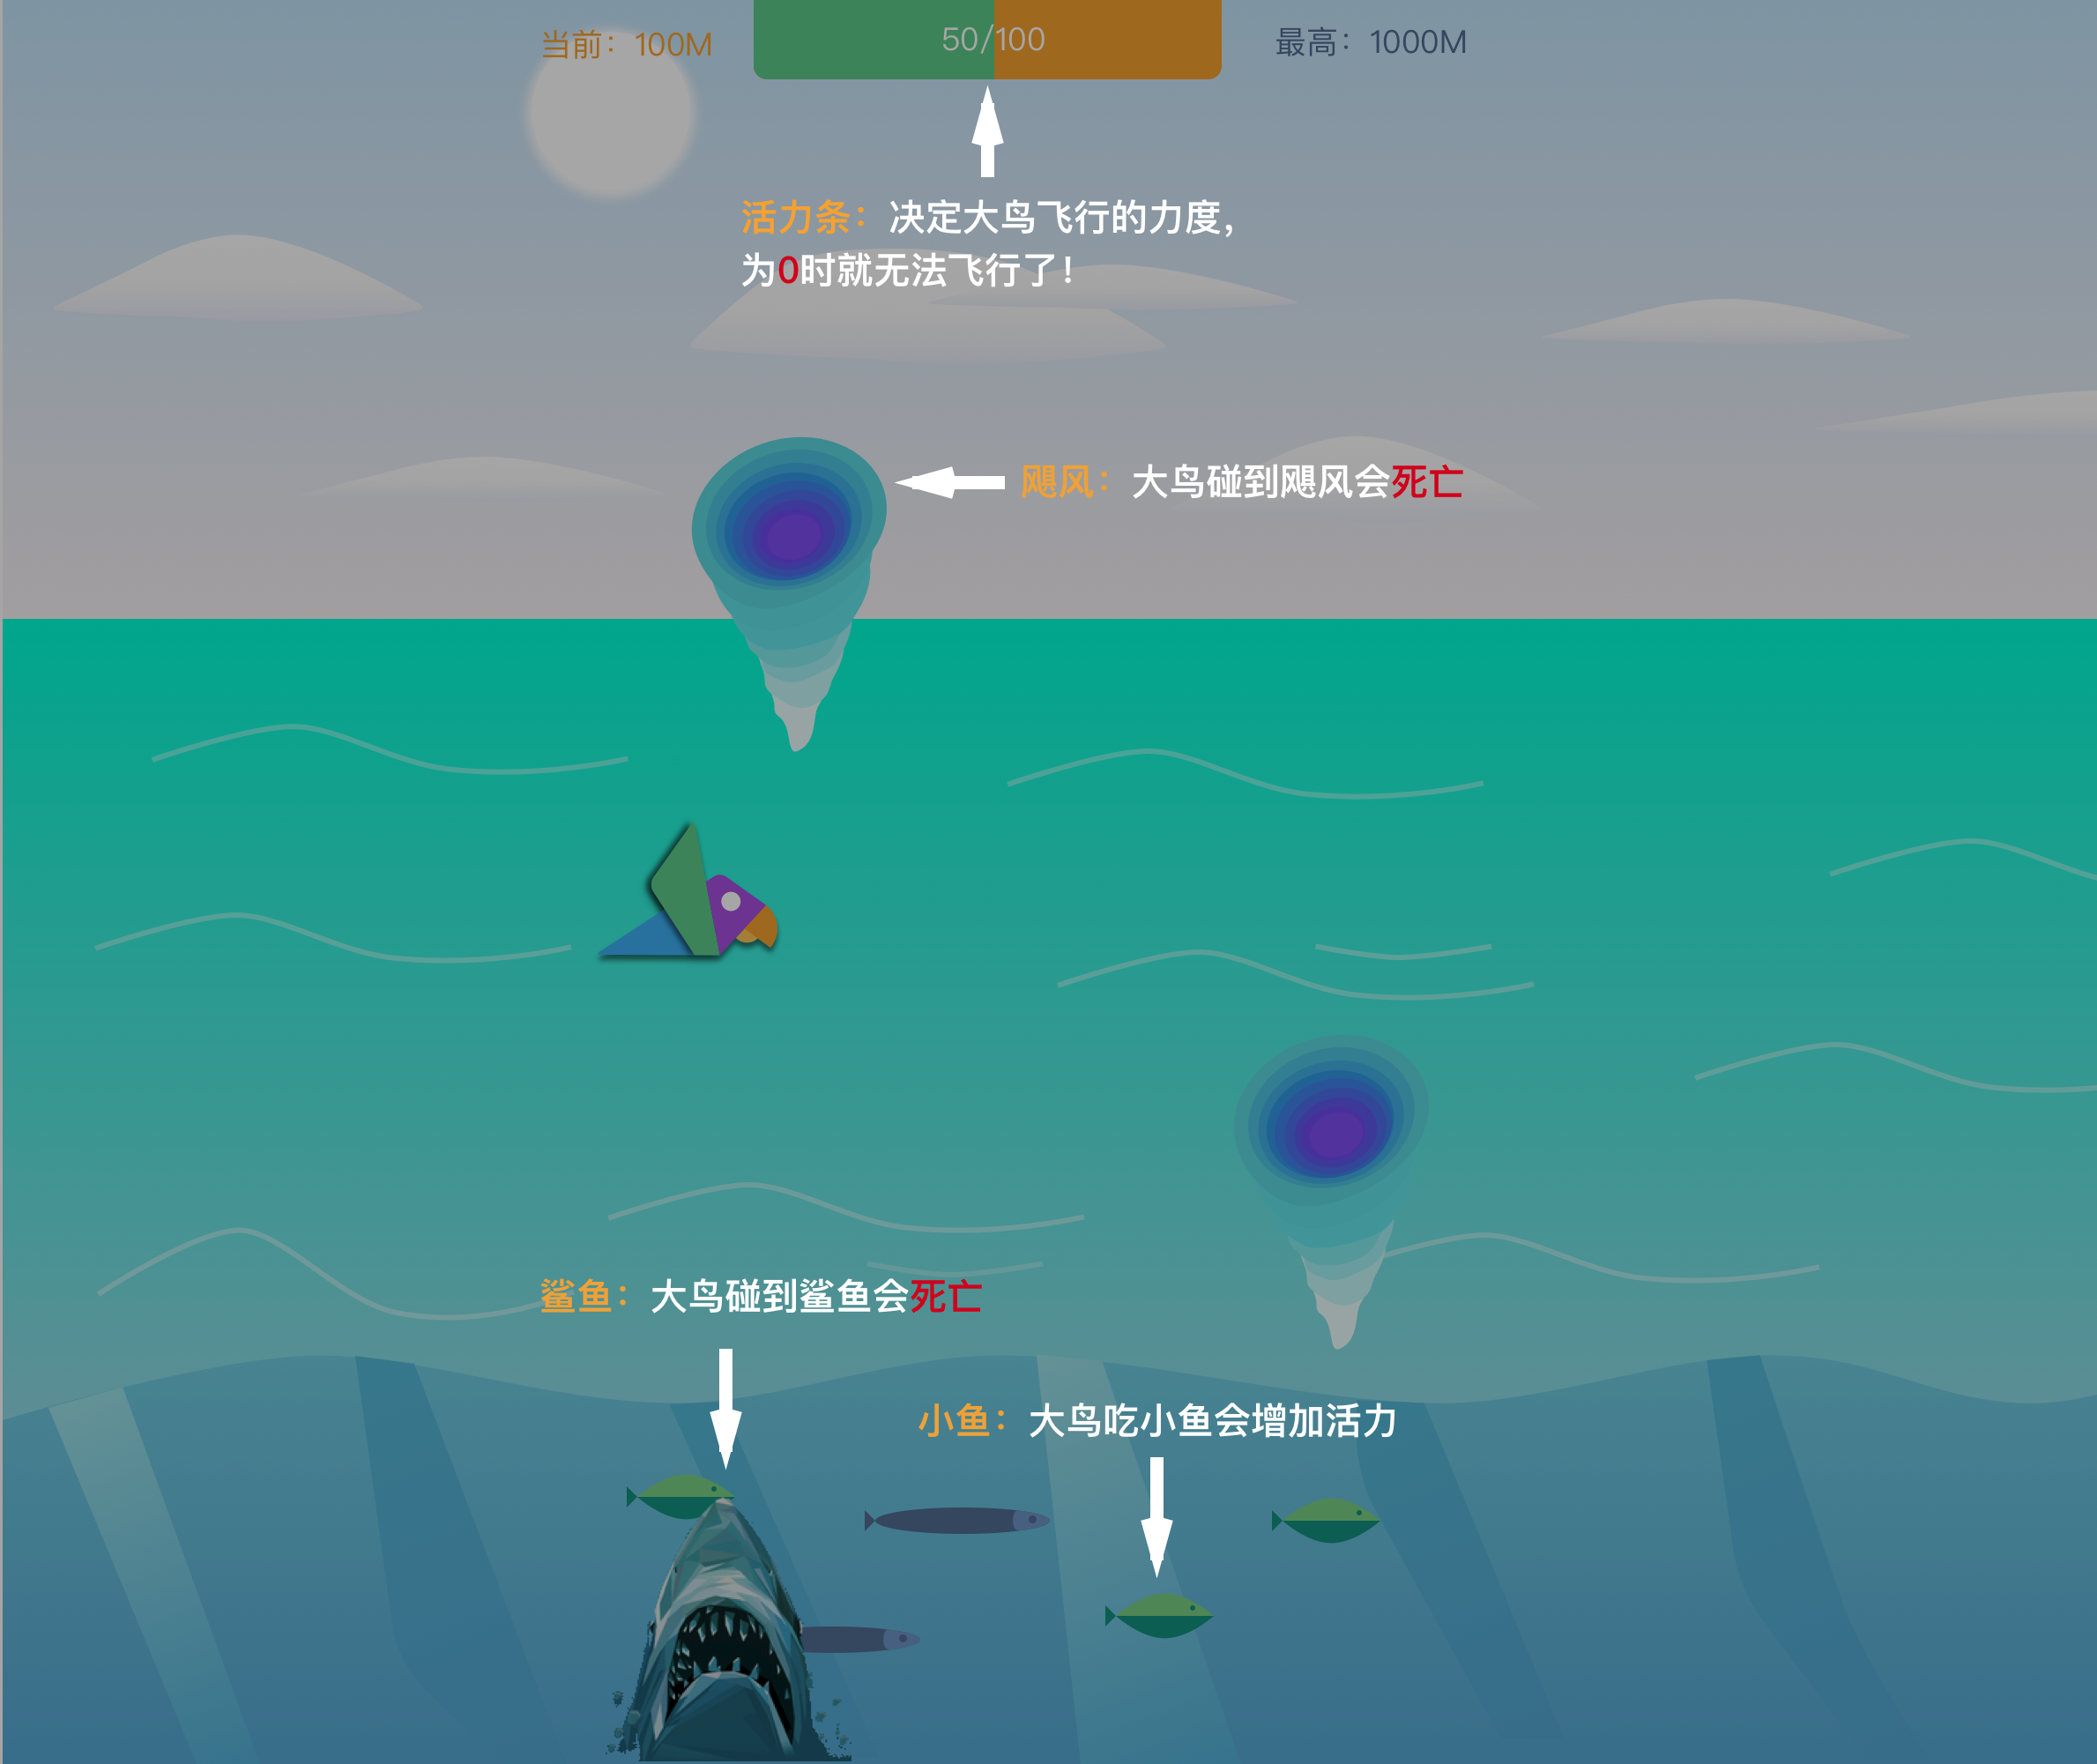 当前：100M
50/100
最高：1000M
活力条：决定大鸟飞行的力度，
为0时就无法飞行了！
飓风：大鸟碰到飓风会死亡
鲨鱼：大鸟碰到鲨鱼会死亡
小鱼：大鸟吃小鱼会增加活力